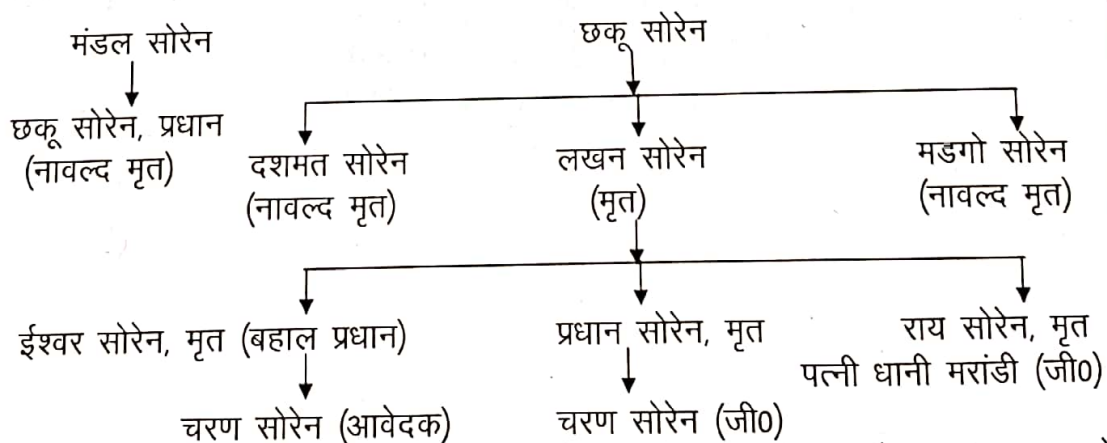 मंडल सोरेन
छकू सोरेन
छकू सोरेन, प्रधान
(नावल्द मृत)
दशमत सोरेन
(नावल्द मृत)
लखन सोरेन
(मृत)
मडगो सोरेन
(नावल्द मृत)
ईश्वर सोरेन, मृत (बहाल प्रधान)
प्रधान सोरेन, मृत
राय सोरेन, मृत
पत्नी धानी मरांडी (जी0)
चरण सोरेन (आवेदक)
चरण सोरेन (जी0)